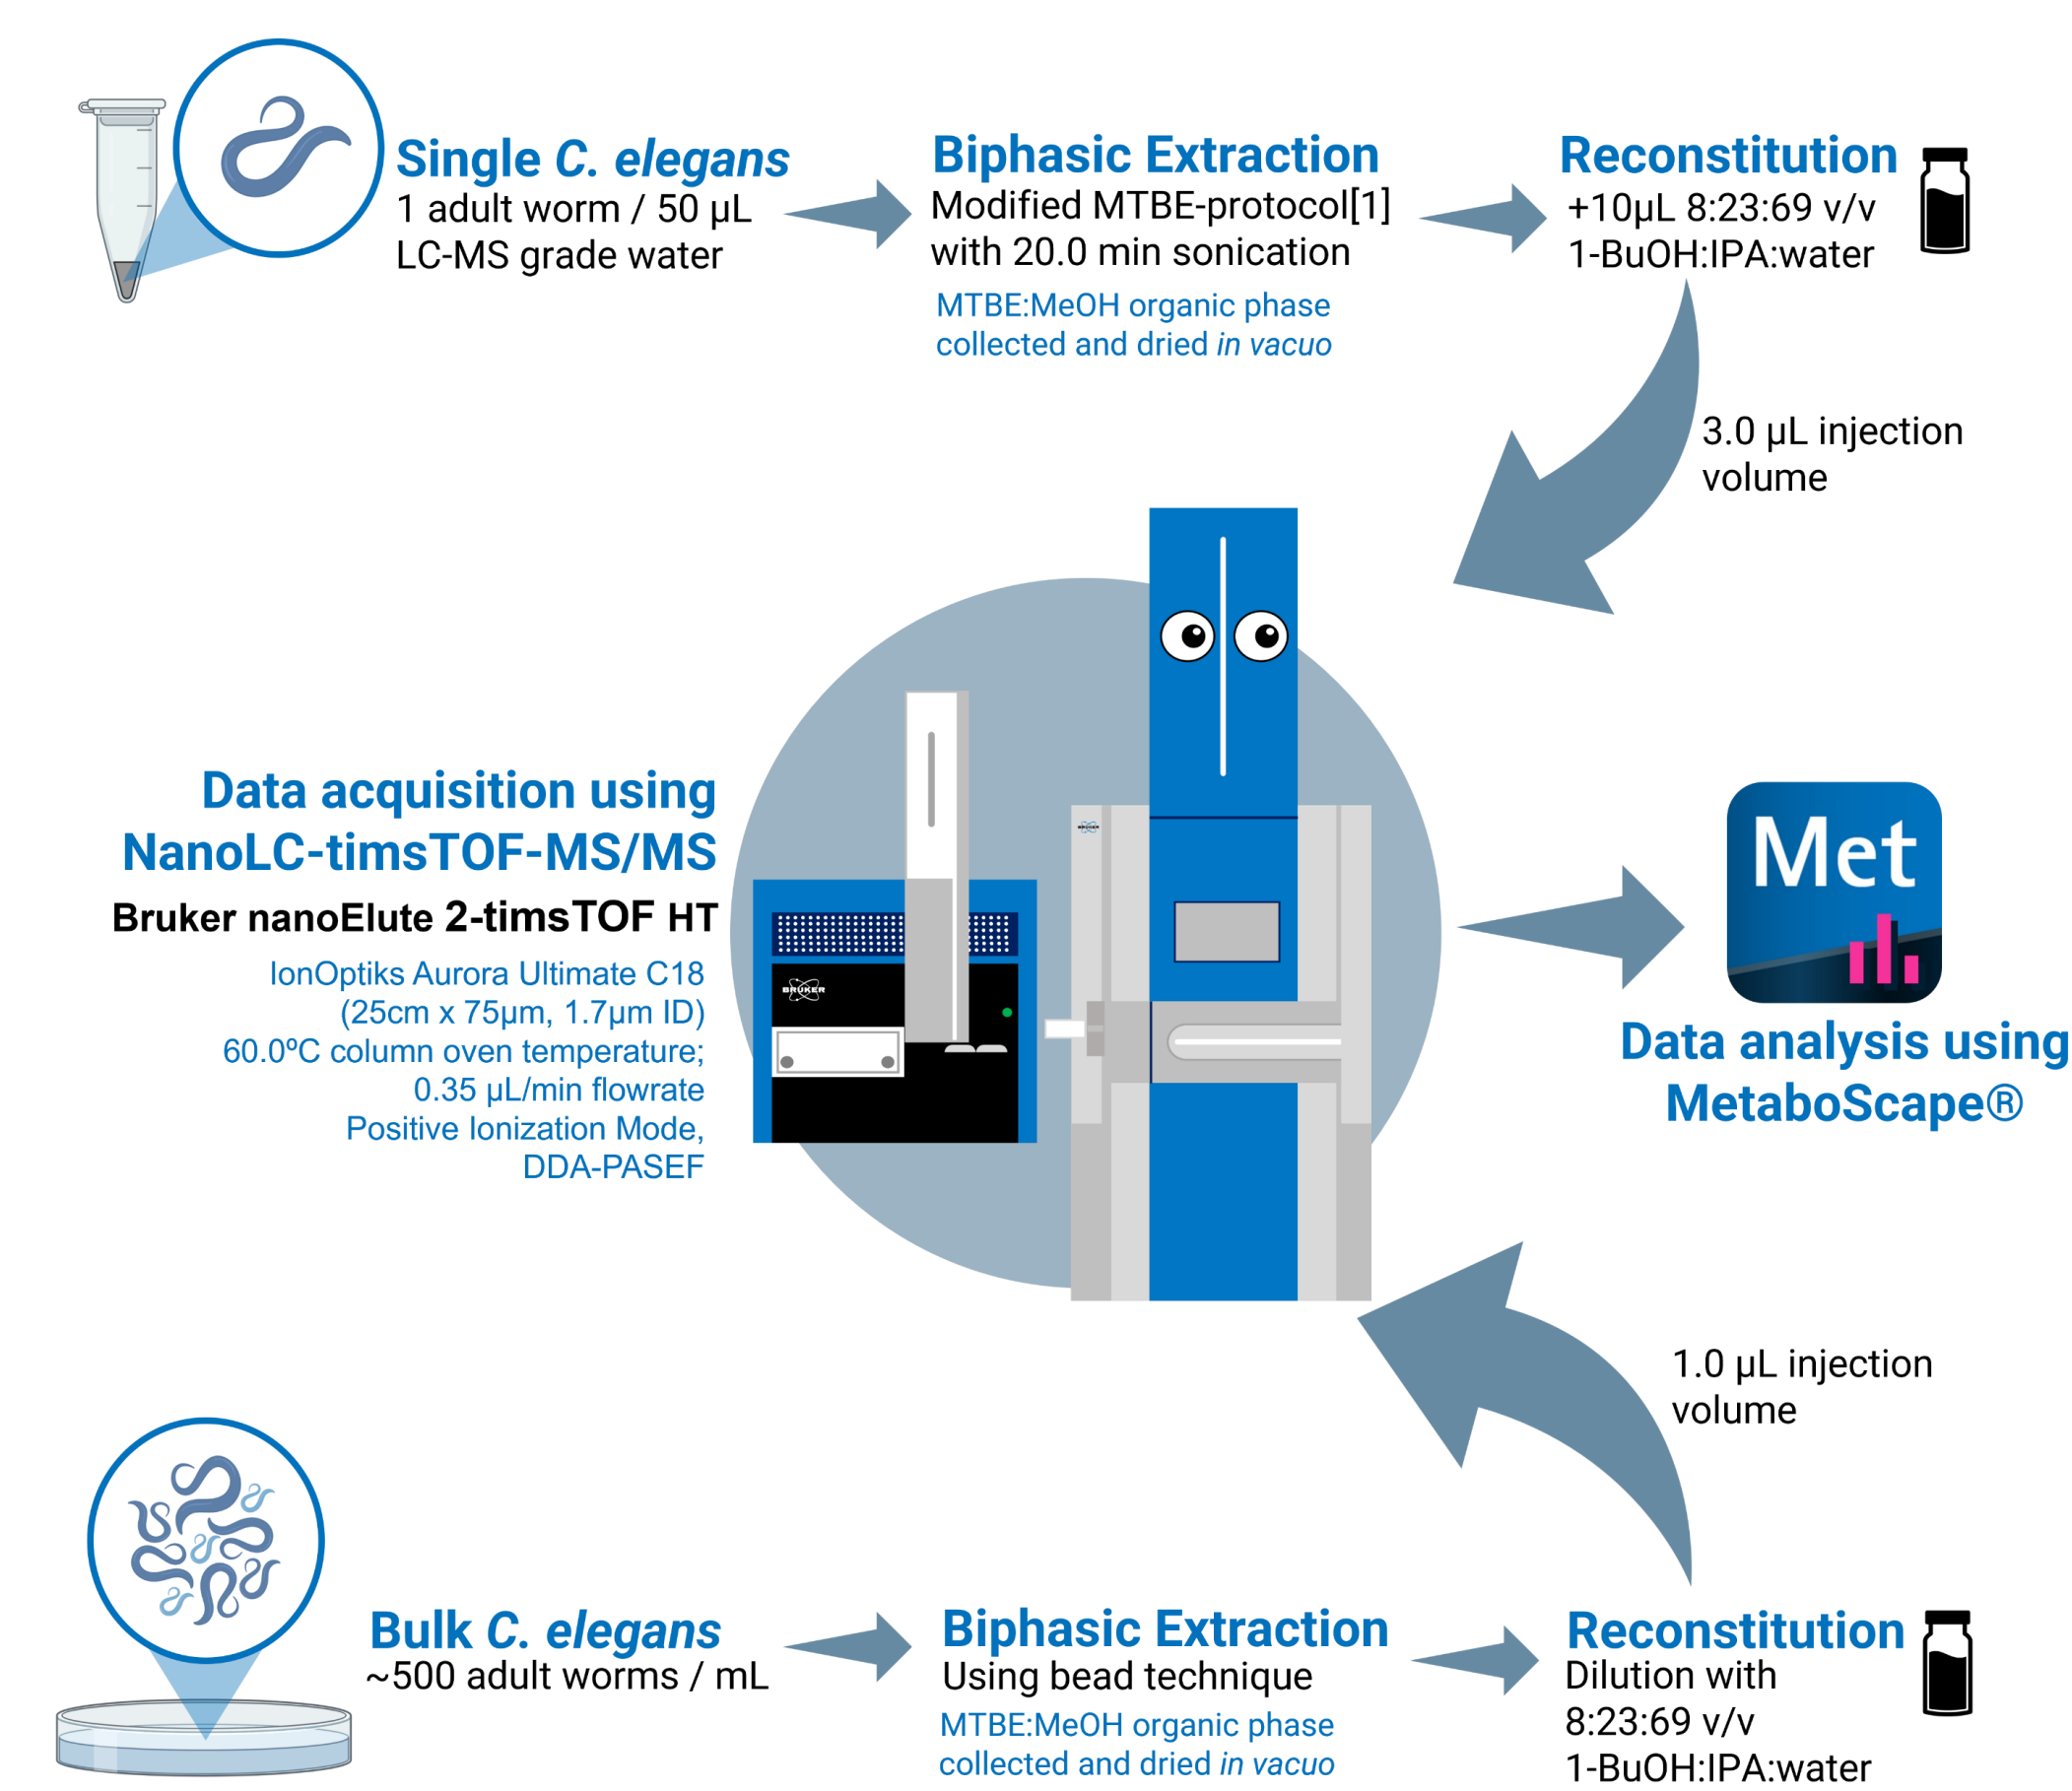 Single C. elegans
1 adult worm / 50 µL
LC-MS grade water
Biphasic Extraction
Modified MTBE-protocol[1]
with 20.0 min sonication
MTBE:MeOH organic phase
collected and dried in vacuo
Reconstitution
+10µL 8:23:69 v/v
1-BuOH:IPA:water
3.0 µL injection
volume
Data acquisition using
NanoLC-timsTOF-MS/MS
Bruker nanoElute 2-timsTOF HT
IonOptiks Aurora Ultimate C18
(25cm x 75µm, 1.7µm ID)
60.0ºC column oven temperature;
0.35 µL/min flowrate
Positive Ionization Mode,
DDA-PASEF
BRUKER
BRUKER
Met
Data analysis using
MetaboScape®
1.0 µL injection
volume
Bulk C. elegans
~500 adult worms / mL
Biphasic Extraction
Using bead technique
MTBE:MeOH organic phase
collected and dried in vacuo
Reconstitution
Dilution with
8:23:69 v/v
1-BuOH:IPA:water